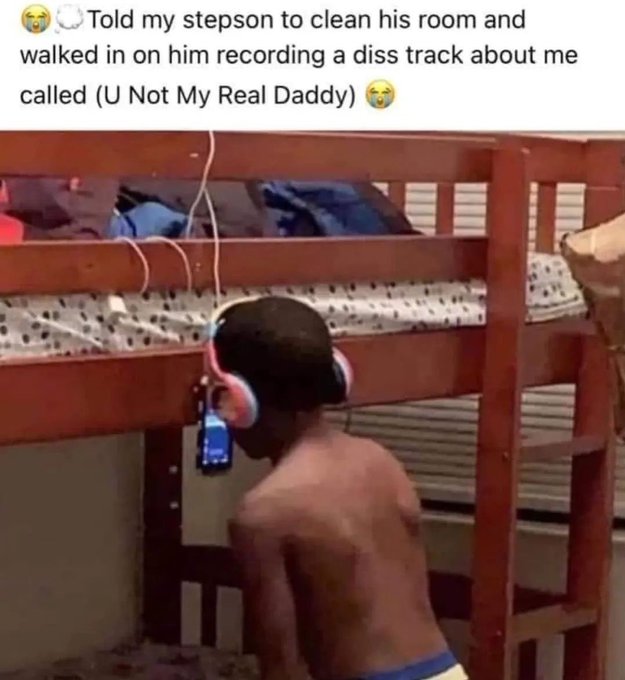 😭💭Told my stepson to clean his room and
walked in on him recording a diss track about me
called (U Not My Real Daddy) 😭